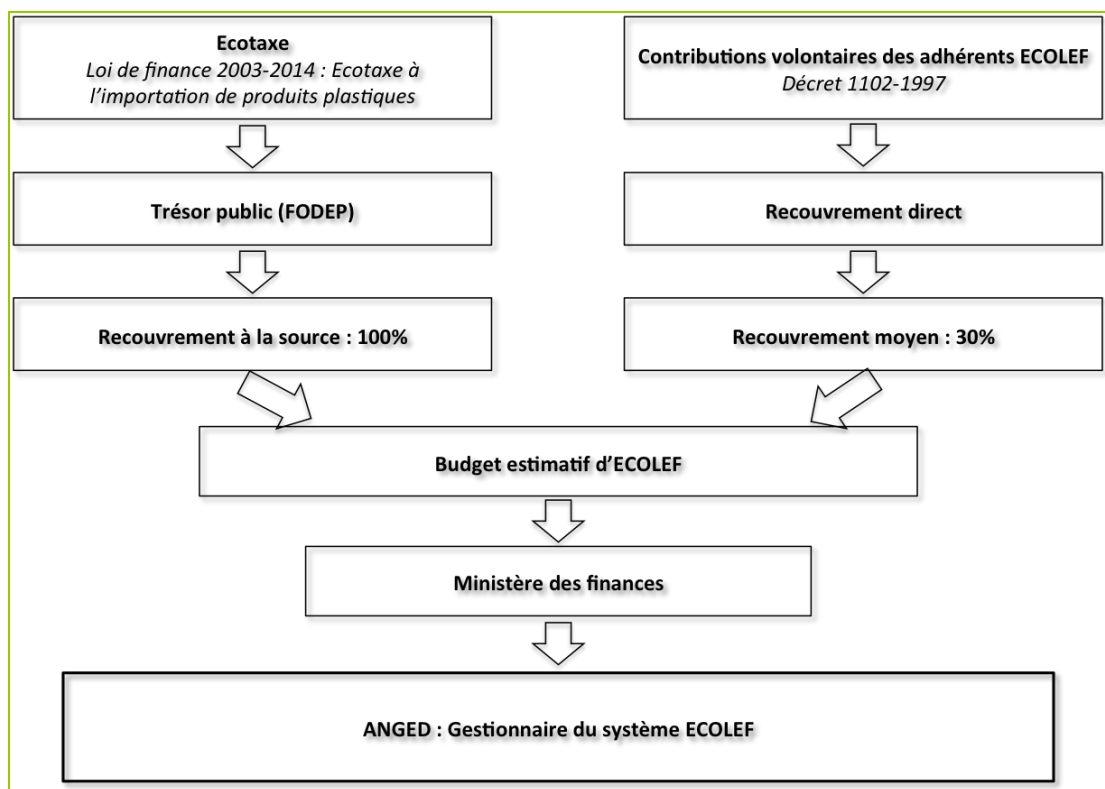 Ecotaxe
Loi de finance 2003-2014 : Ecotaxe à
l’importation de produits plastiques
Contributions volontaires des adhérents ECOLEF
Décret 1102-1997
Trésor public (FODEP)
Recouvrement direct
Recouvrement à la source : 100%
Recouvrement moyen : 30%
Budget estimatif d’ECOLEF
Ministère des finances
ANGED : Gestionnaire du système ECOLEF